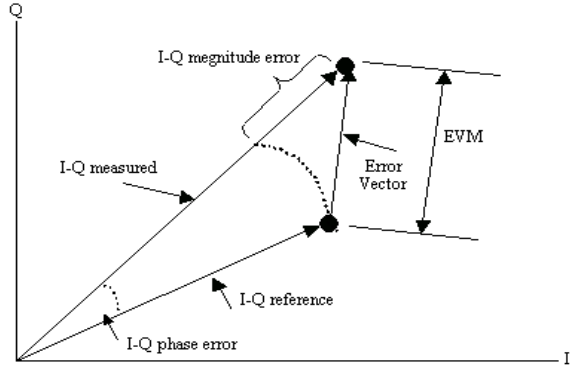 Q
I-Q megnitude error
EVM
I-Q measured
Error
Vector
I-Q reference
I-Q phase error
I